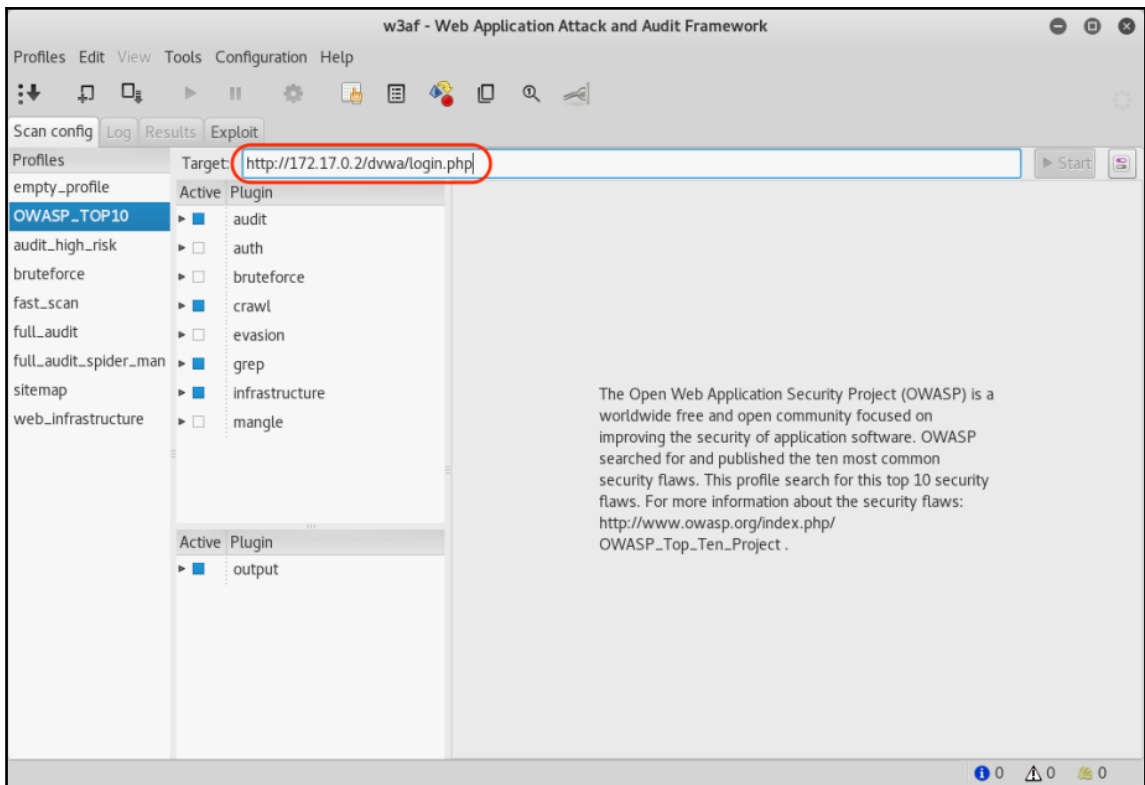 w3af - Web Application Attack and Audit Framework
Profiles Edit View Tools Configuration Help
Scan config Log Results Exploit
Profiles
empty_profile
OWASP_TOP10
audit_high_risk
bruteforce
fast_scan
full_audit
full_audit_spider_man
sitemap
web_infrastructure
Target: http://172.17.0.2/dvwa/login.php
Start
Active Plugin
audit
auth
bruteforce
crawl
evasion
grep
infrastructure
mangle
Active Plugin
output
The Open Web Application Security Project (OWASP) is a
worldwide free and open community focused on
improving the security of application software. OWASP
searched for and published the ten most common
security flaws. This profile search for this top 10 security
flaws. For more information about the security flaws:
http://www.owasp.org/index.php/
OWASP_Top_Ten_Project .
0 0 0